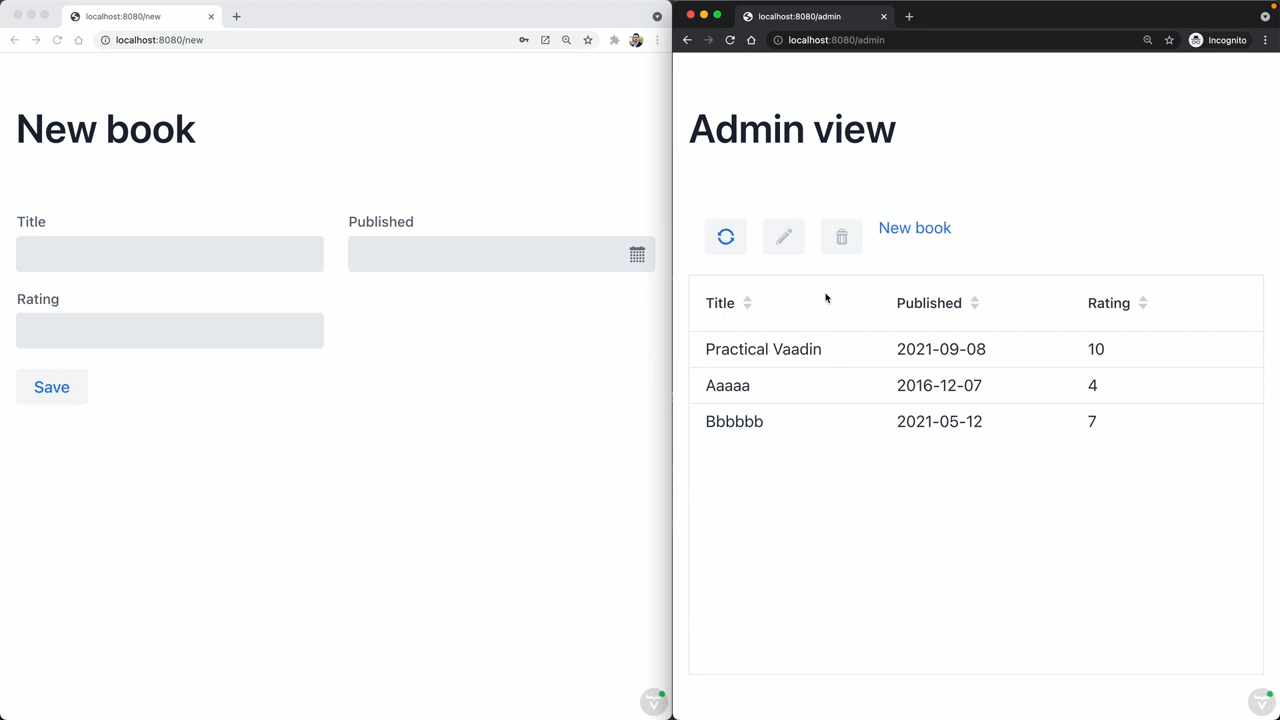 localhost:8080/new
localhost:8080/new
New book
Title
Published
Rating
Save
localhost:8080/admin
localhost:8080/admin
Incognito
Admin view
New book
Title Published Rating
Practical Vaadin 2021-09-08 10
Aaaaa 2016-12-07 4
Bbbbbb 2021-05-12 7